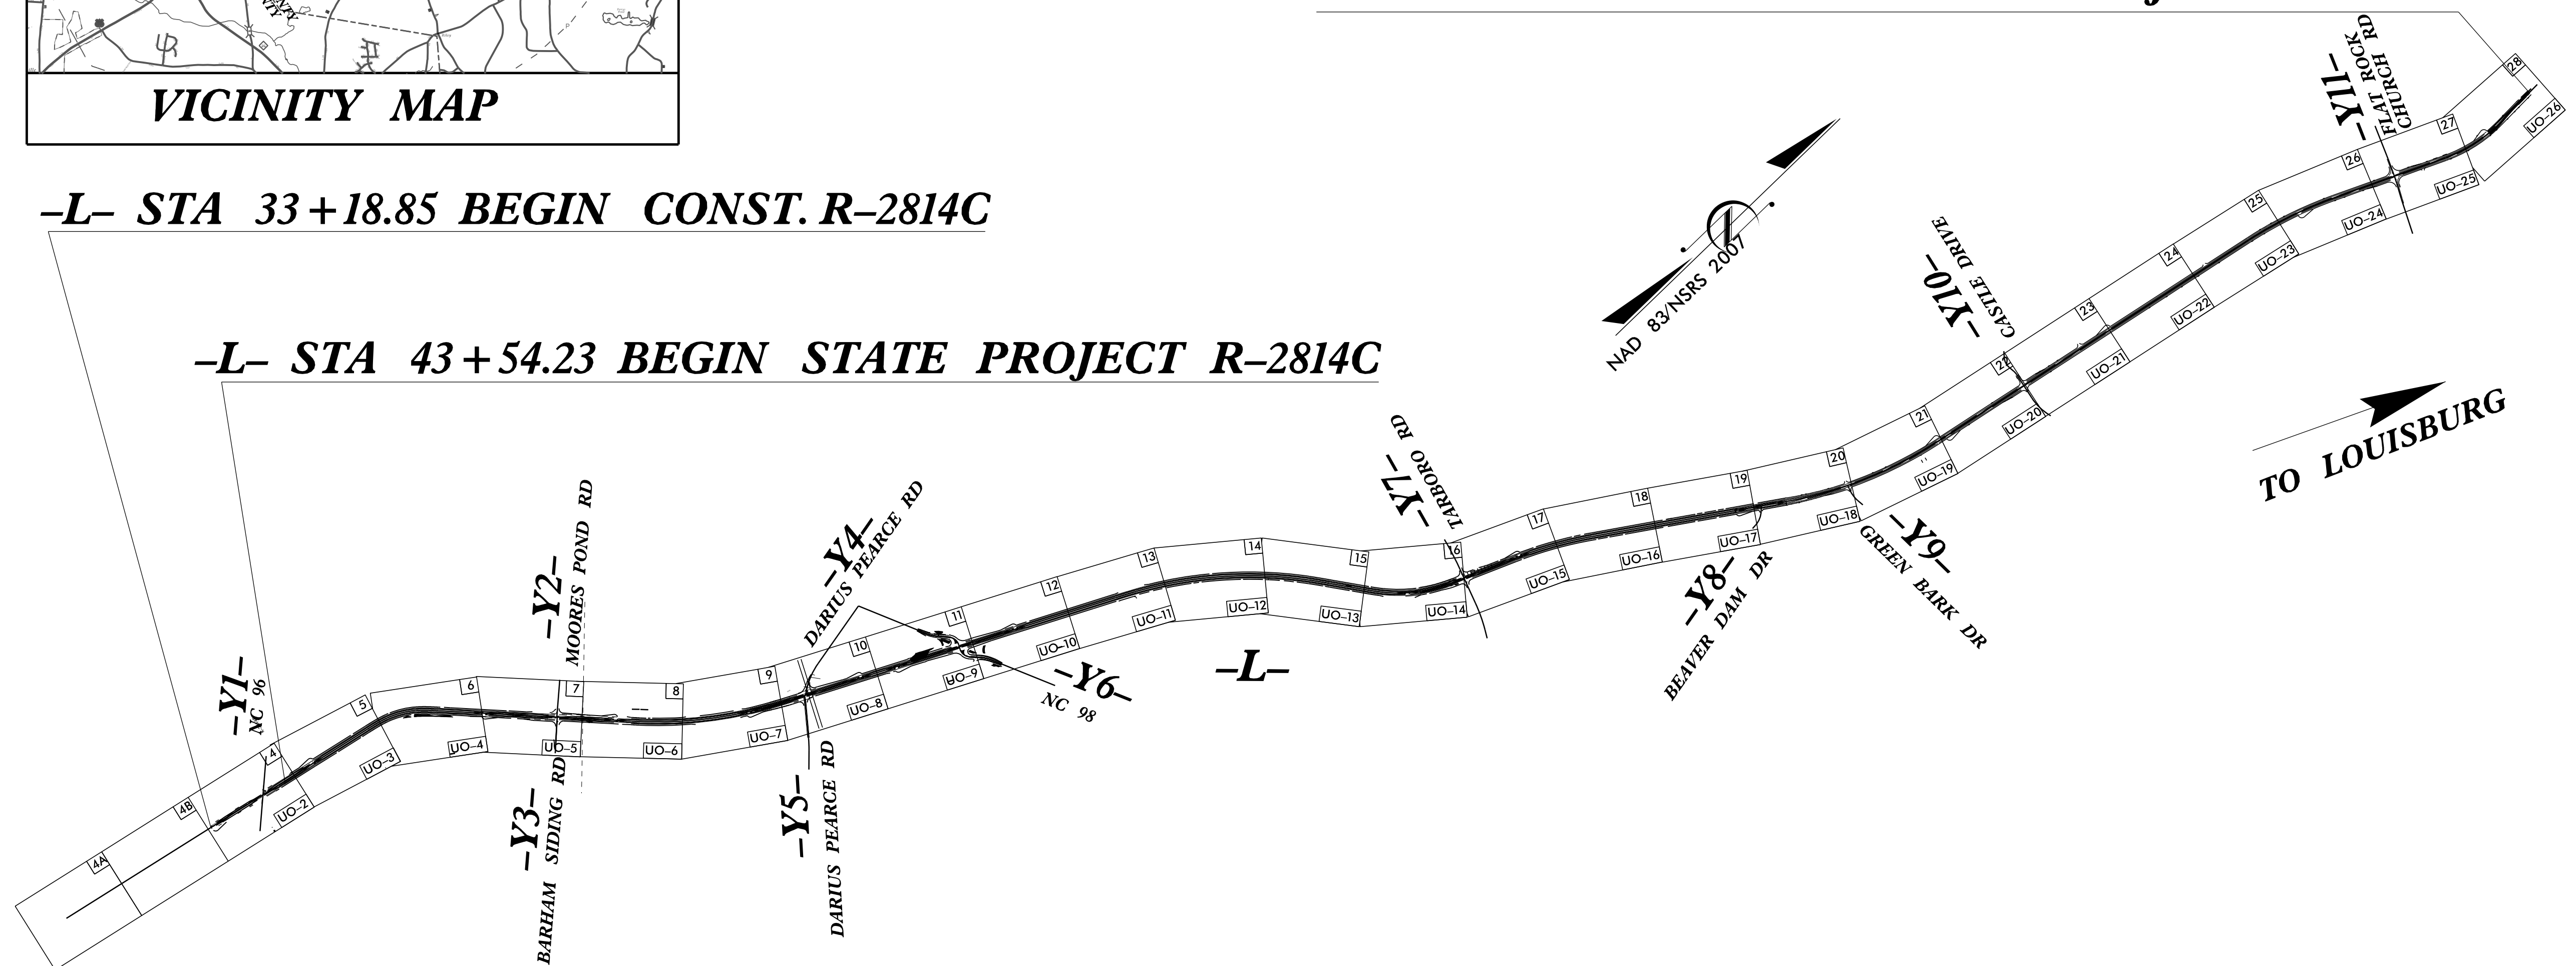 VICINITY MAP
–L– STA 33+18.85 BEGIN CONST. R–2814C
–L– STA 43+54.23 BEGIN STATE PROJECT R–2814C
NAD 83/NSRS 2007
TO LOUISBURG
–L–
–Y1–
NC 96
–Y2–
MOORES POND RD
–Y3–
BARHAM SIDING RD
–Y4–
DARIUS PEARCE RD
–Y5–
DARIUS PEARCE RD
–Y6–
NC 98
–Y7–
TARBORO RD
–Y8–
BEAVER DAM DR
–Y9–
GREEN BARK DR
–Y10–
CASTLE DRIVE
–Y11–
FLAT ROCK
CHURCH RD
4A
4B
4
5
6
7
8
9
10
11
12
13
14
15
16
17
18
19
20
21
22
23
24
25
26
27
28
UO–2
UO–3
UO–4
UO–5
UO–6
UO–7
UO–8
UO–9
UO–10
UO–11
UO–12
UO–13
UO–14
UO–15
UO–16
UO–17
UO–18
UO–19
UO–20
UO–21
UO–22
UO–23
UO–24
UO–25
UO–26